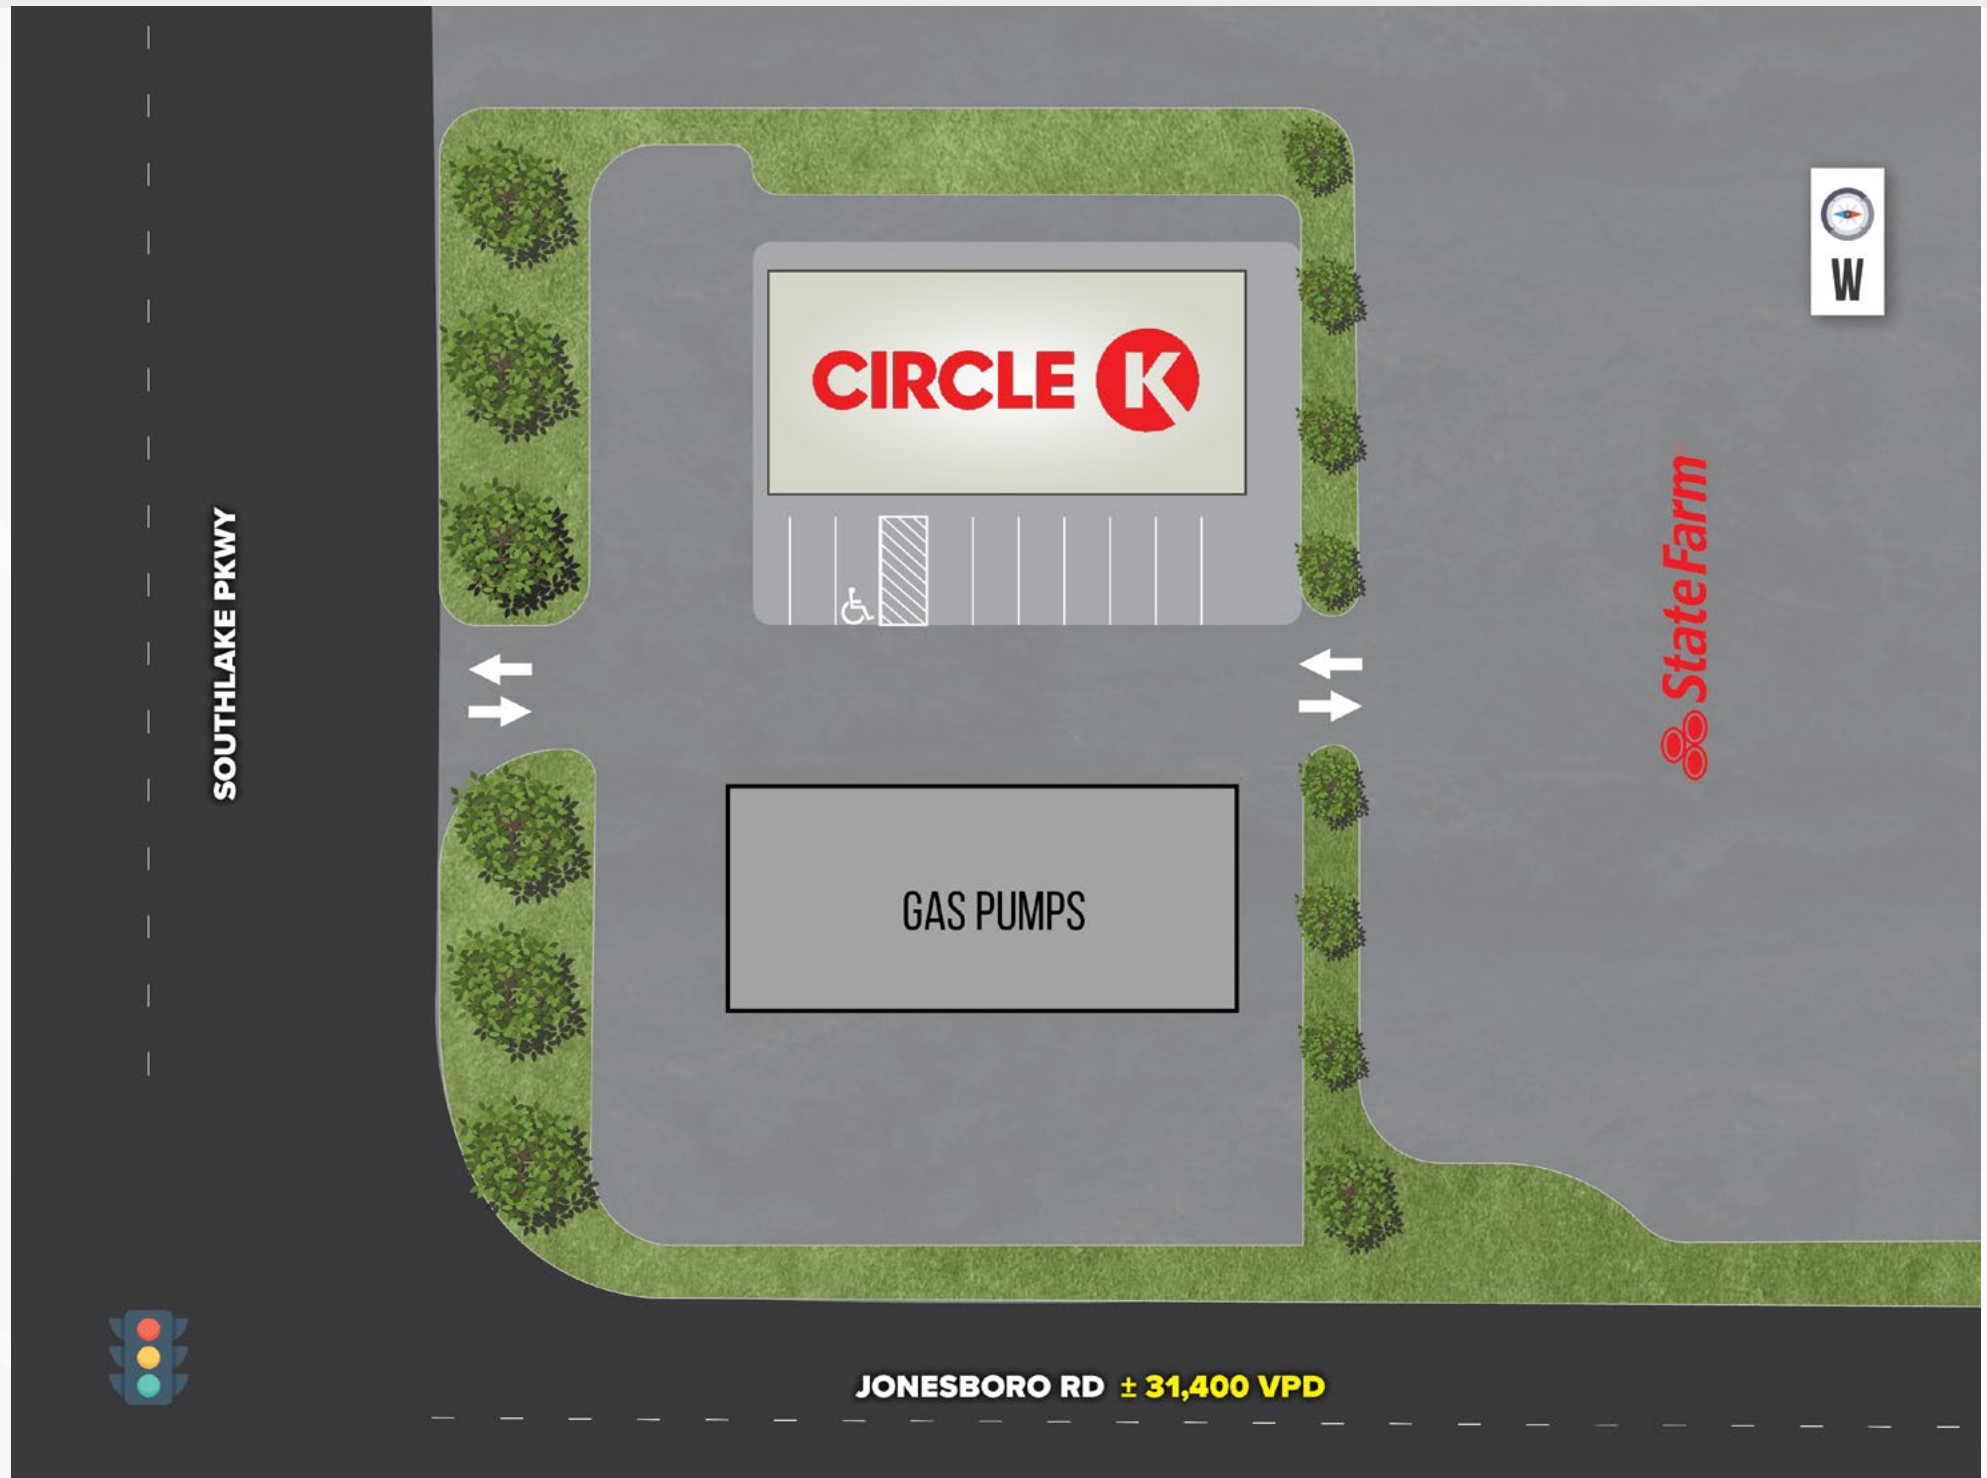 W
CIRCLE K
StateFarm
SOUTHLAKE PKWY
GAS PUMPS
JONESBORO RD ± 31,400 VPD